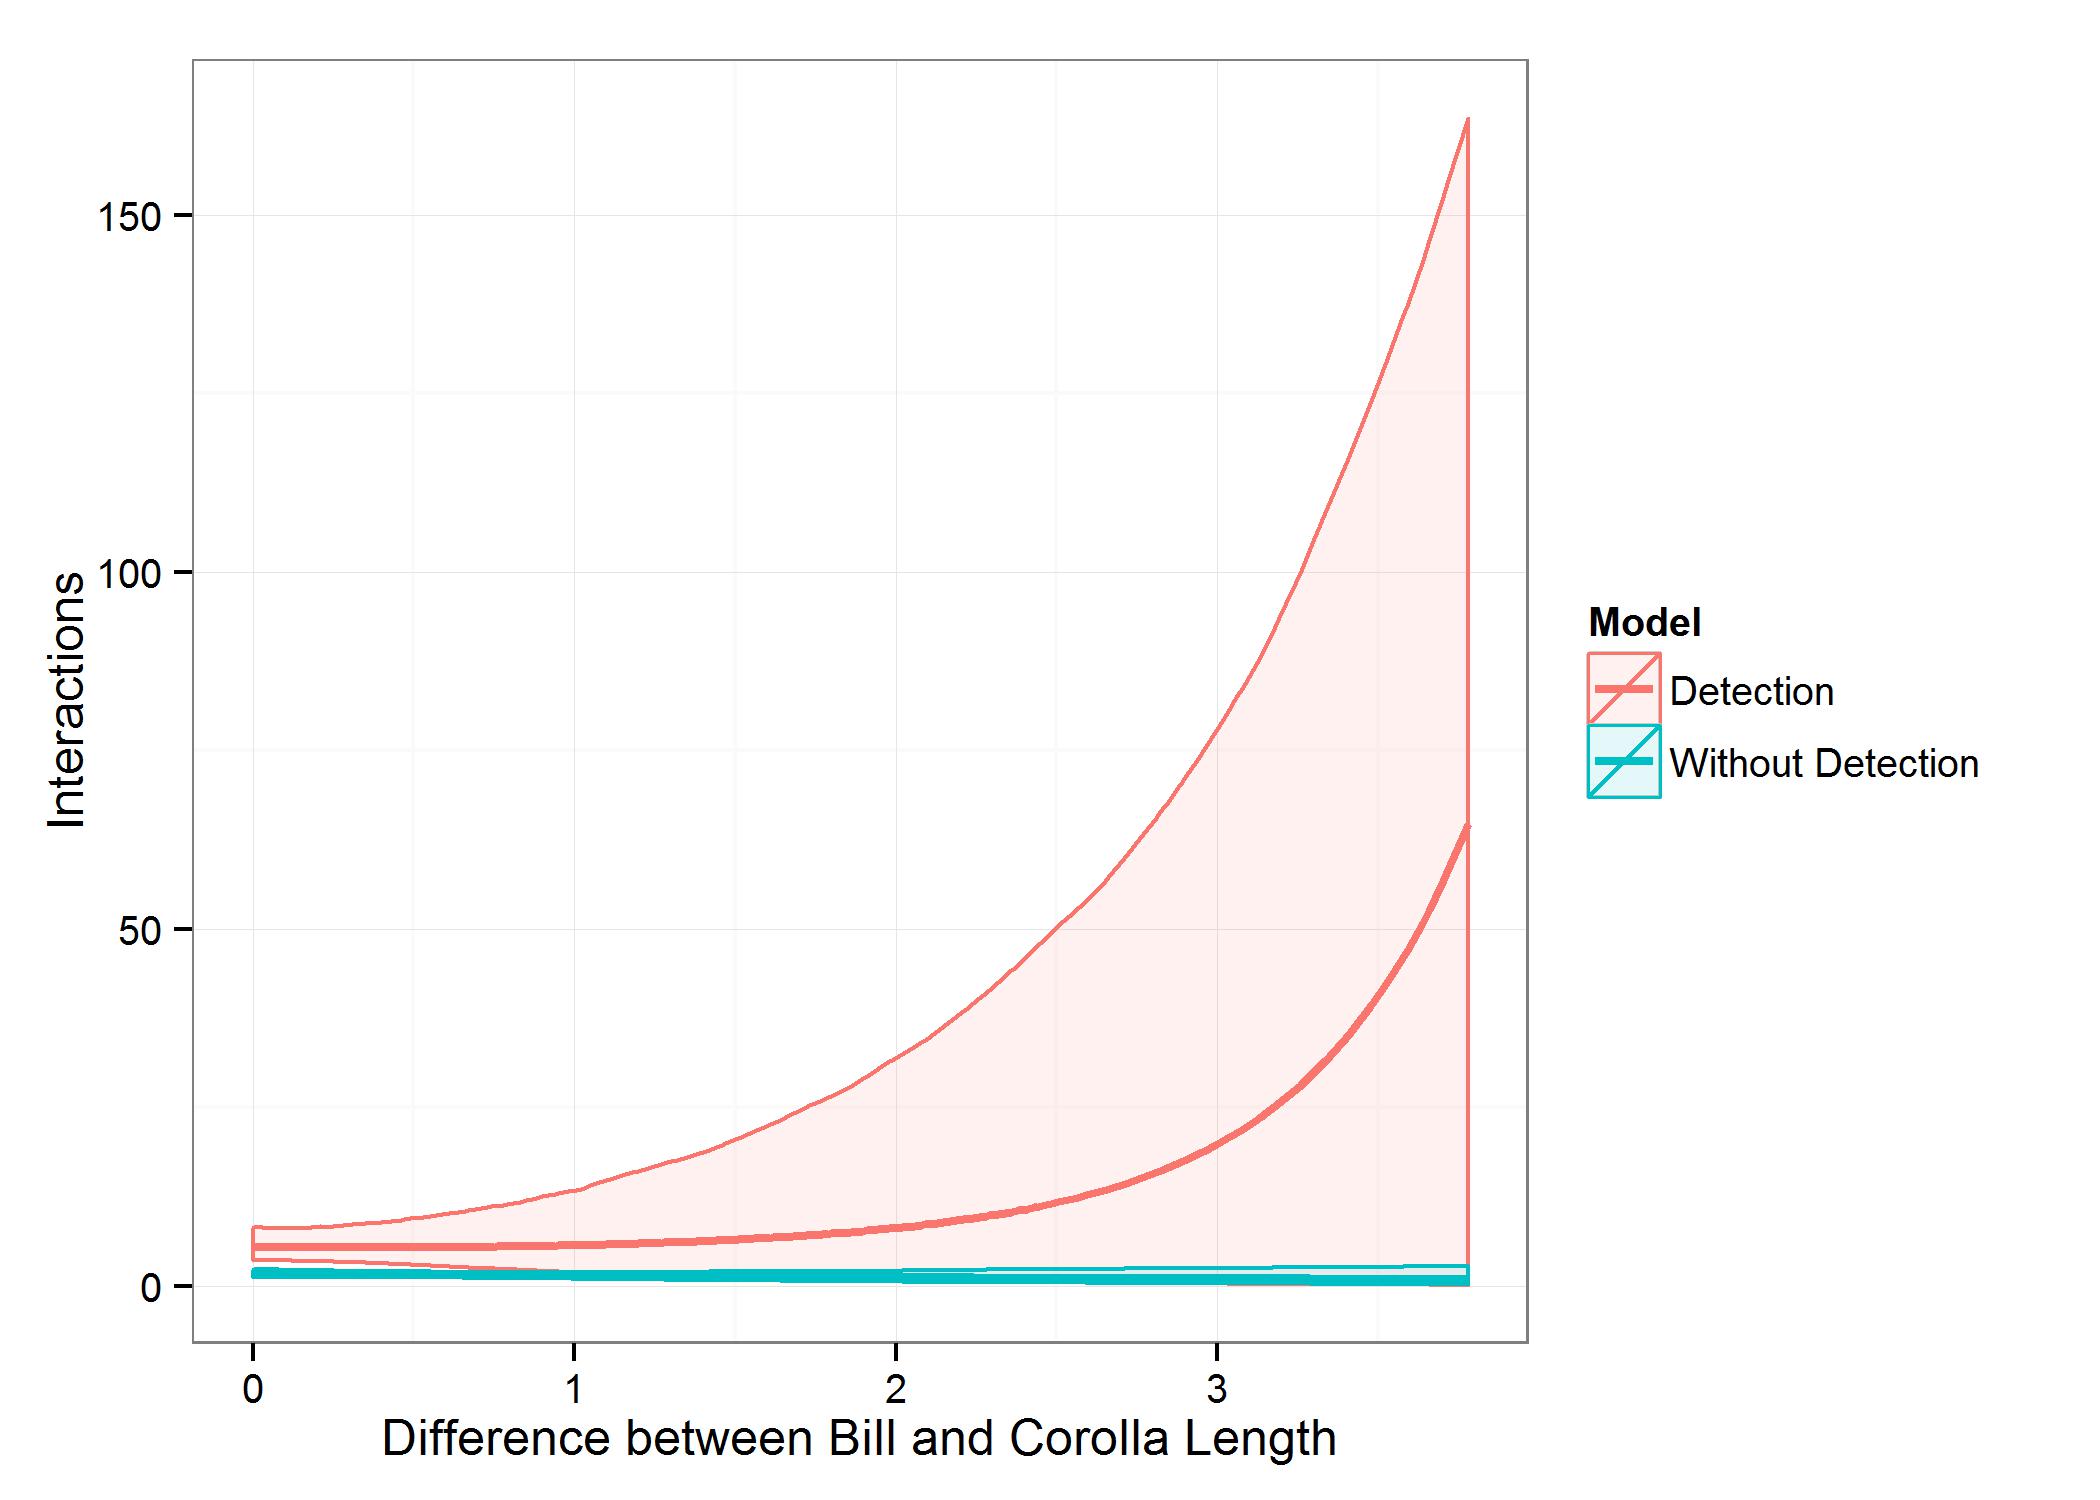 150
100
50
0
Interactions
0 1 2 3
Difference between Bill and Corolla Length
Model
Detection
Without Detection